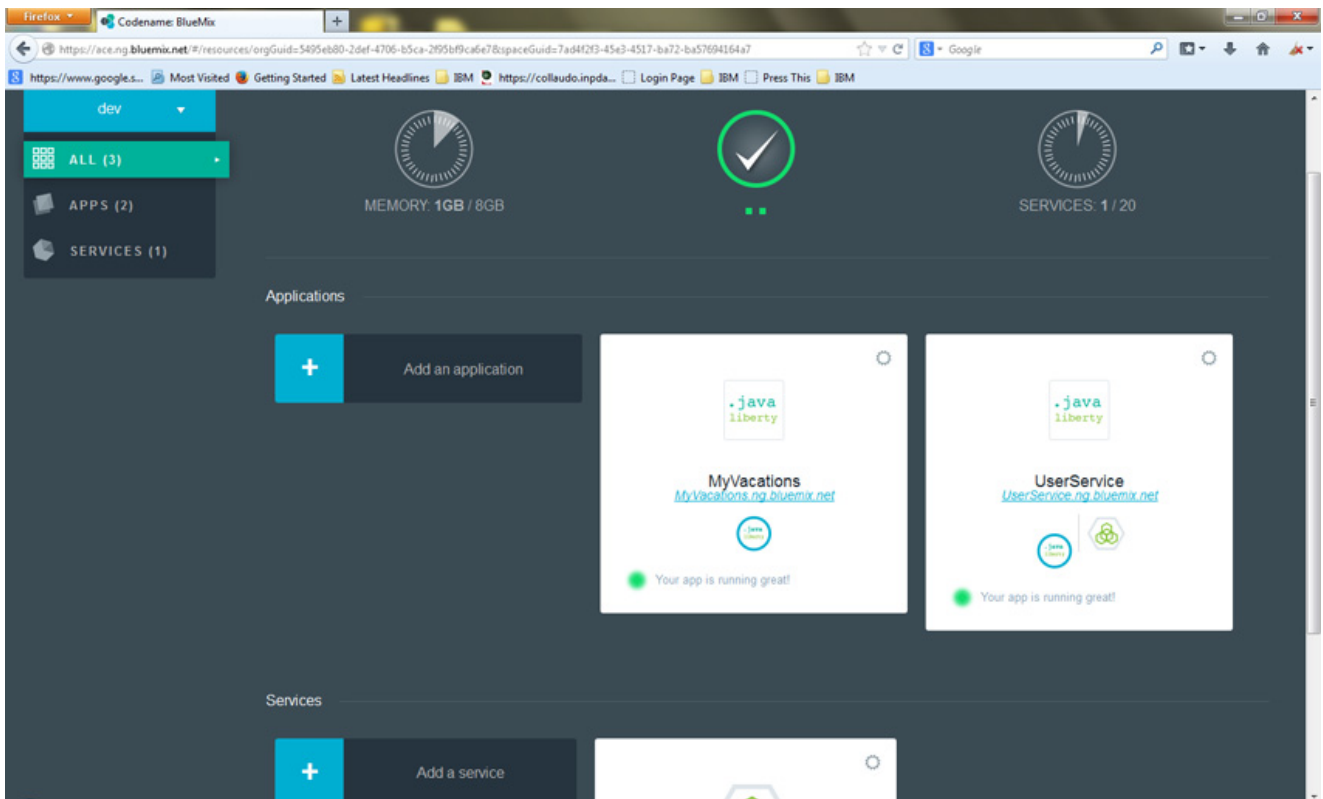 Firefox
Codename: BlueMix
https://ace.ng.bluemix.net/#/resources/orgGuid=5495eb80-2def-4706-b5ca-2f95bf9ca6e7&spaceGuid=7ad4f2f3-45e3-4517-ba72-ba57694164a7
Google
https://www.google.s... Most Visited Getting Started Latest Headlines IBM https://collaudo.inpda... Login Page IBM Press This IBM
dev
ALL (3)
APPS (2)
SERVICES (1)
MEMORY: 1GB / 8GB
SERVICES: 1 / 20
Applications
Add an application
.java
liberty
MyVacations
MyVacations.ng.bluemix.net
Your app is running great!
.java
liberty
UserService
UserService.ng.bluemix.net
Your app is running great!
Services
Add a service